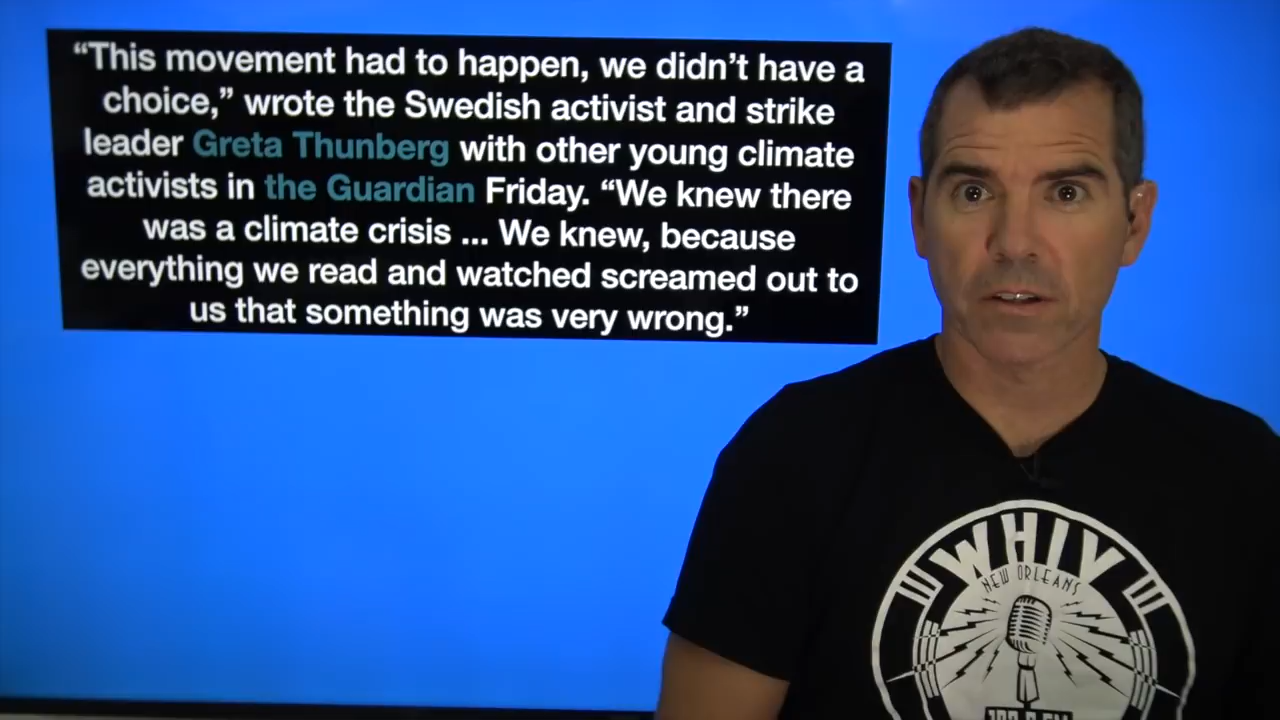 “This movement had to happen, we didn’t have a
choice,” wrote the Swedish activist and strike
leader Greta Thunberg with other young climate
activists in the Guardian Friday. “We knew there
was a climate crisis ... We knew, because
everything we read and watched screamed out to
us that something was very wrong.”
WHIV
NEW ORLEANS